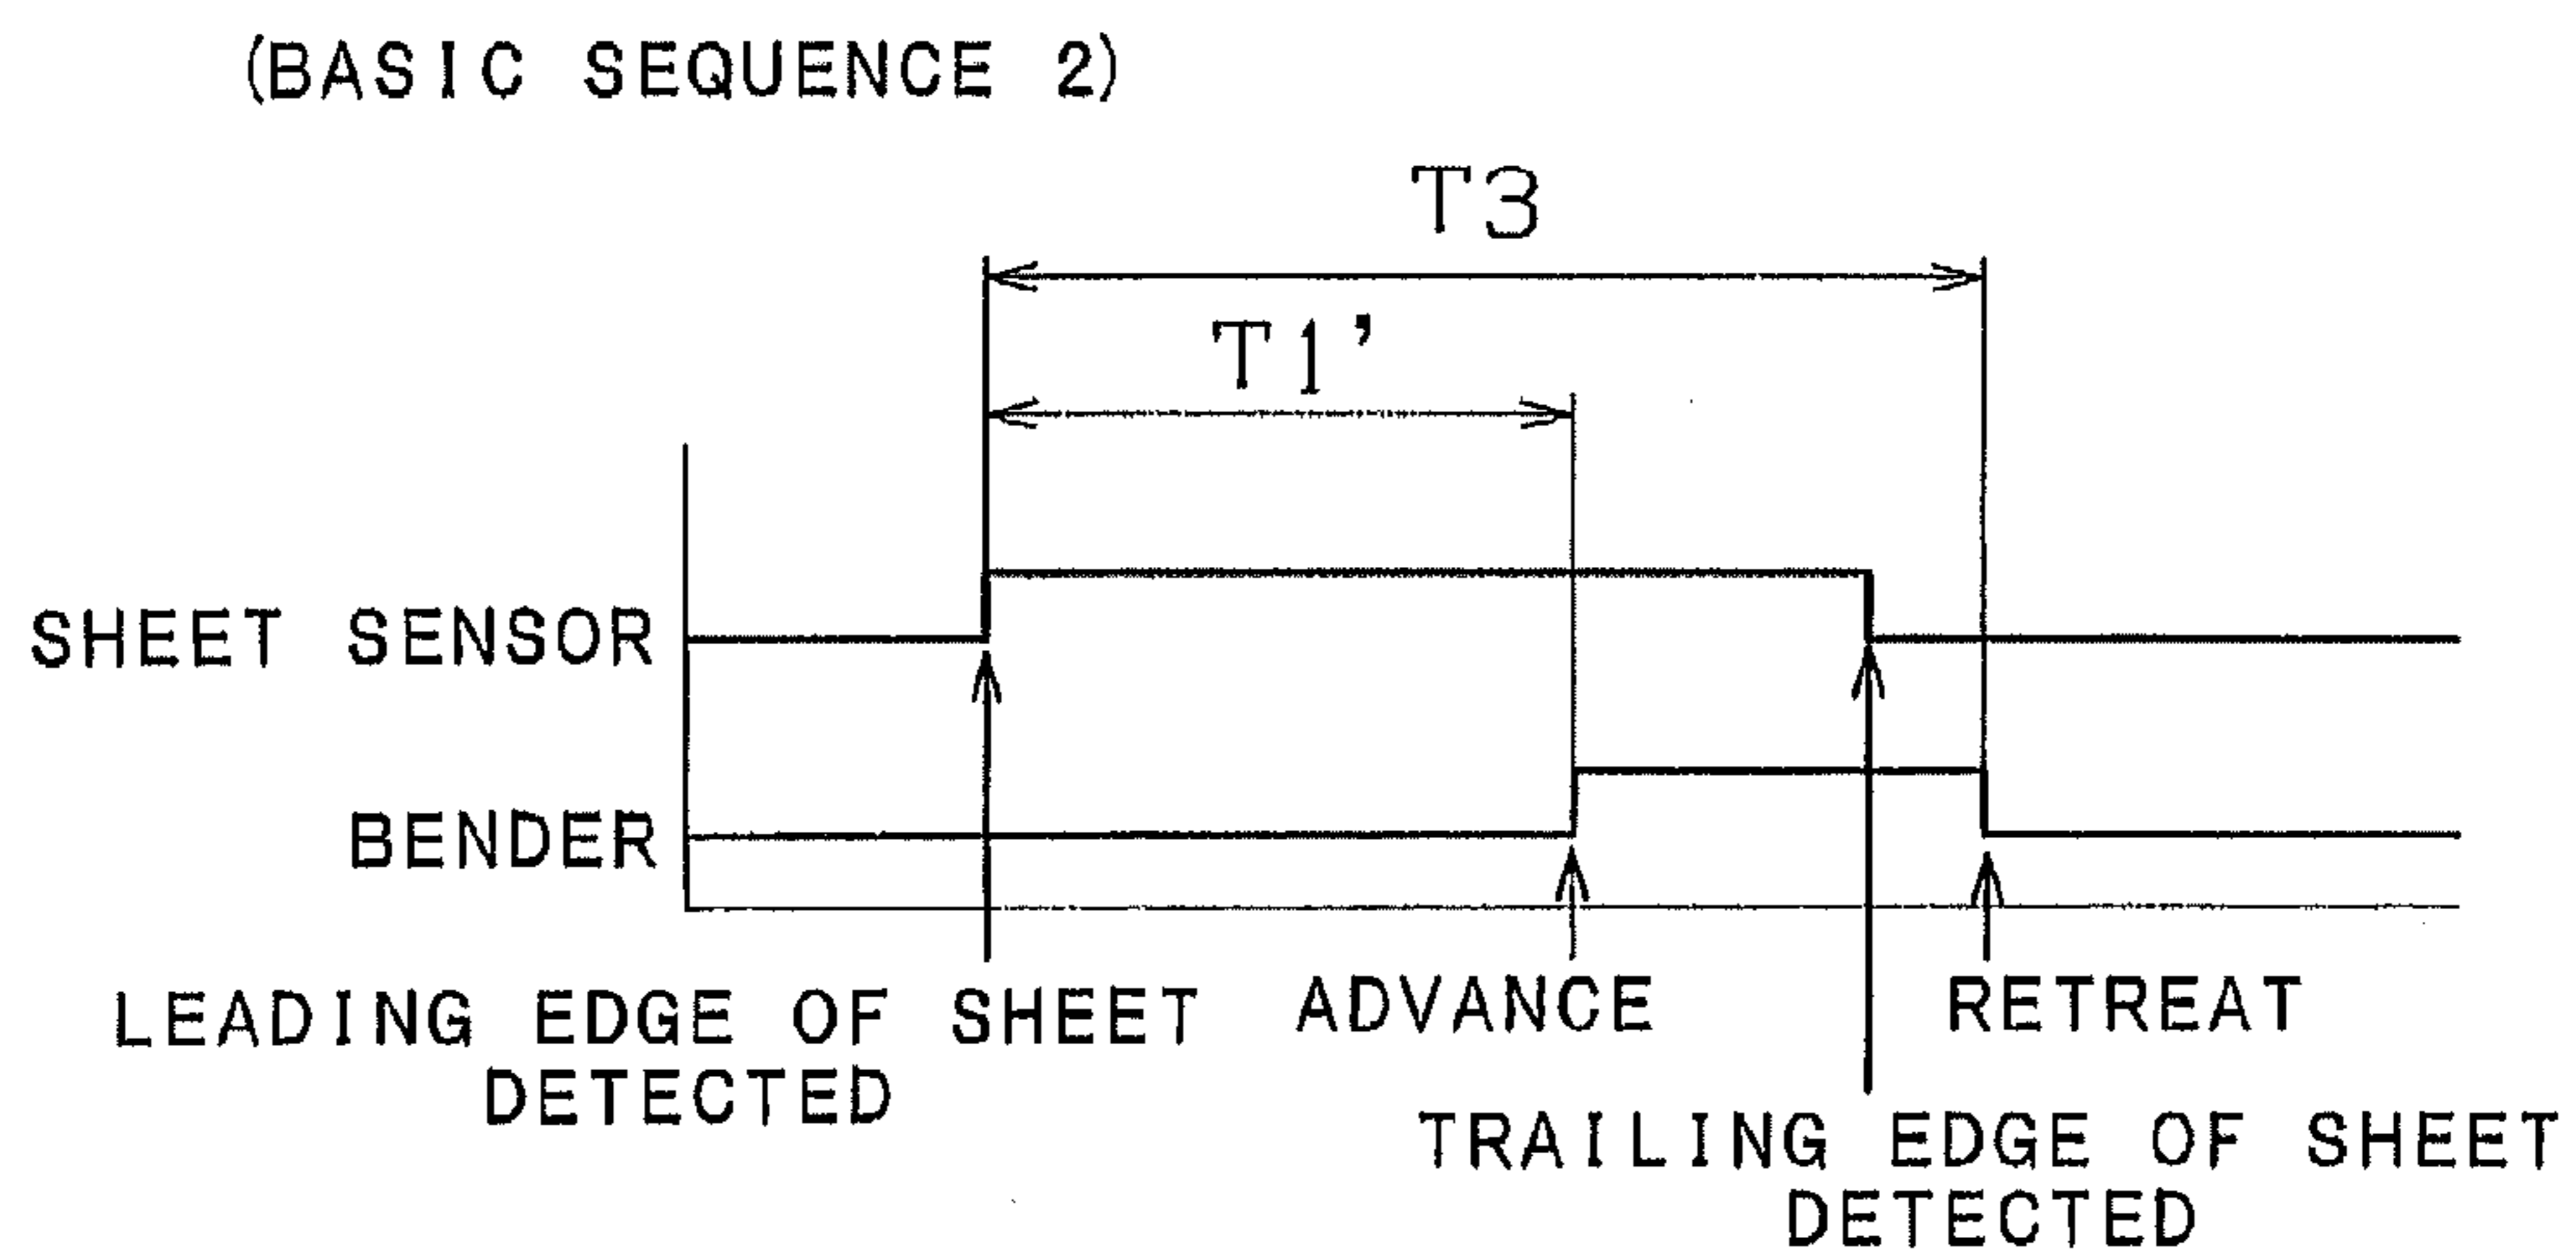 (BASIC SEQUENCE 2)
T3
T1’
SHEET SENSOR
BENDER
LEADING EDGE OF SHEET
DETECTED
ADVANCE
RETREAT
TRAILING EDGE OF SHEET
DETECTED